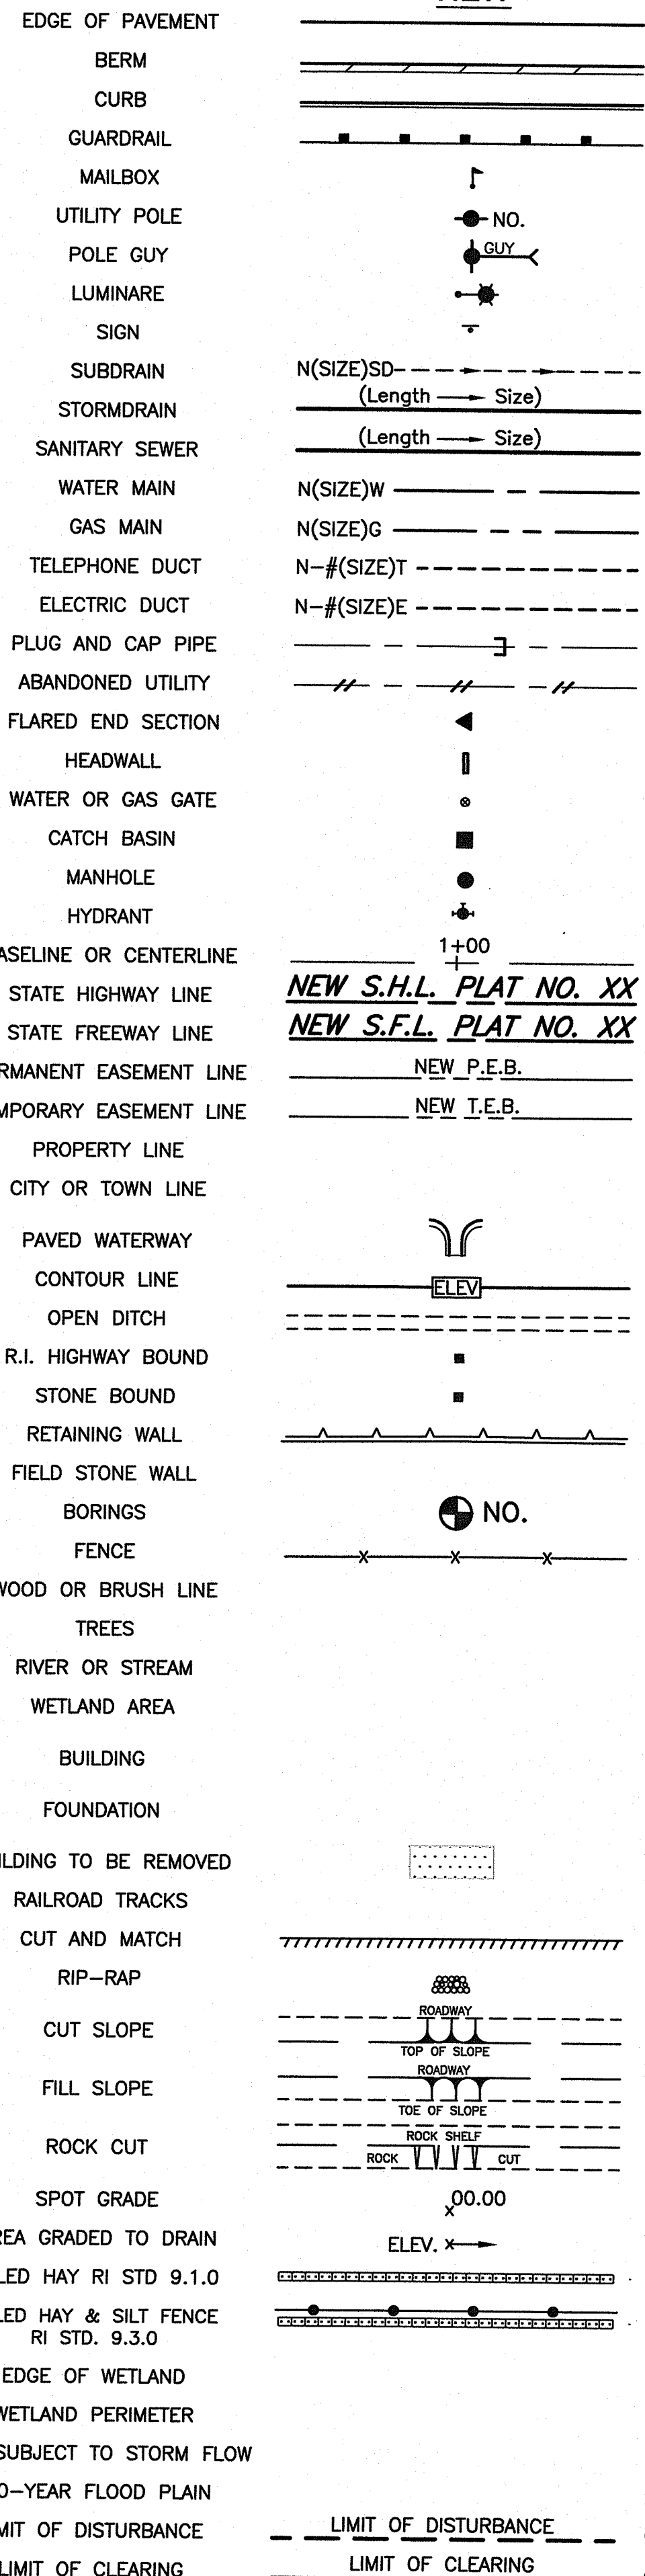 EDGE OF PAVEMENT
BERM
CURB
GUARDRAIL
MAILBOX
UTILITY POLE NO.
POLE GUY GUY
LUMINARE
SIGN
SUBDRAIN N(SIZE)SD
STORMDRAIN (Length Size)
SANITARY SEWER (Length Size)
WATER MAIN N(SIZE)W
GAS MAIN N(SIZE)G
TELEPHONE DUCT N-#(SIZE)T
ELECTRIC DUCT N-#(SIZE)E
PLUG AND CAP PIPE
ABANDONED UTILITY
FLARED END SECTION
HEADWALL
WATER OR GAS GATE
CATCH BASIN
MANHOLE
HYDRANT
ASELINE OR CENTERLINE 1+00
STATE HIGHWAY LINE NEW S.H.L. PLAT NO. XX
STATE FREEWAY LINE NEW S.F.L. PLAT NO. XX
RMANENT EASEMENT LINE NEW P.E.B.
MPORARY EASEMENT LINE NEW T.E.B.
PROPERTY LINE
CITY OR TOWN LINE
PAVED WATERWAY
CONTOUR LINE ELEV
OPEN DITCH
R.I. HIGHWAY BOUND
STONE BOUND
RETAINING WALL
FIELD STONE WALL
BORINGS NO.
FENCE
WOOD OR BRUSH LINE
TREES
RIVER OR STREAM
WETLAND AREA
BUILDING
FOUNDATION
ILDING TO BE REMOVED
RAILROAD TRACKS
CUT AND MATCH
RIP-RAP
ROADWAY
CUT SLOPE
TOP OF SLOPE
ROADWAY
FILL SLOPE
TOE OF SLOPE
ROCK SHELF
ROCK CUT ROCK CUT
SPOT GRADE 00.00
REA GRADED TO DRAIN ELEV.
LED HAY RI STD 9.1.0
LED HAY & SILT FENCE
RI STD. 9.3.0
EDGE OF WETLAND
WETLAND PERIMETER
SUBJECT TO STORM FLOW
0-YEAR FLOOD PLAIN
MIT OF DISTURBANCE LIMIT OF DISTURBANCE
LIMIT OF CLEARING LIMIT OF CLEARING